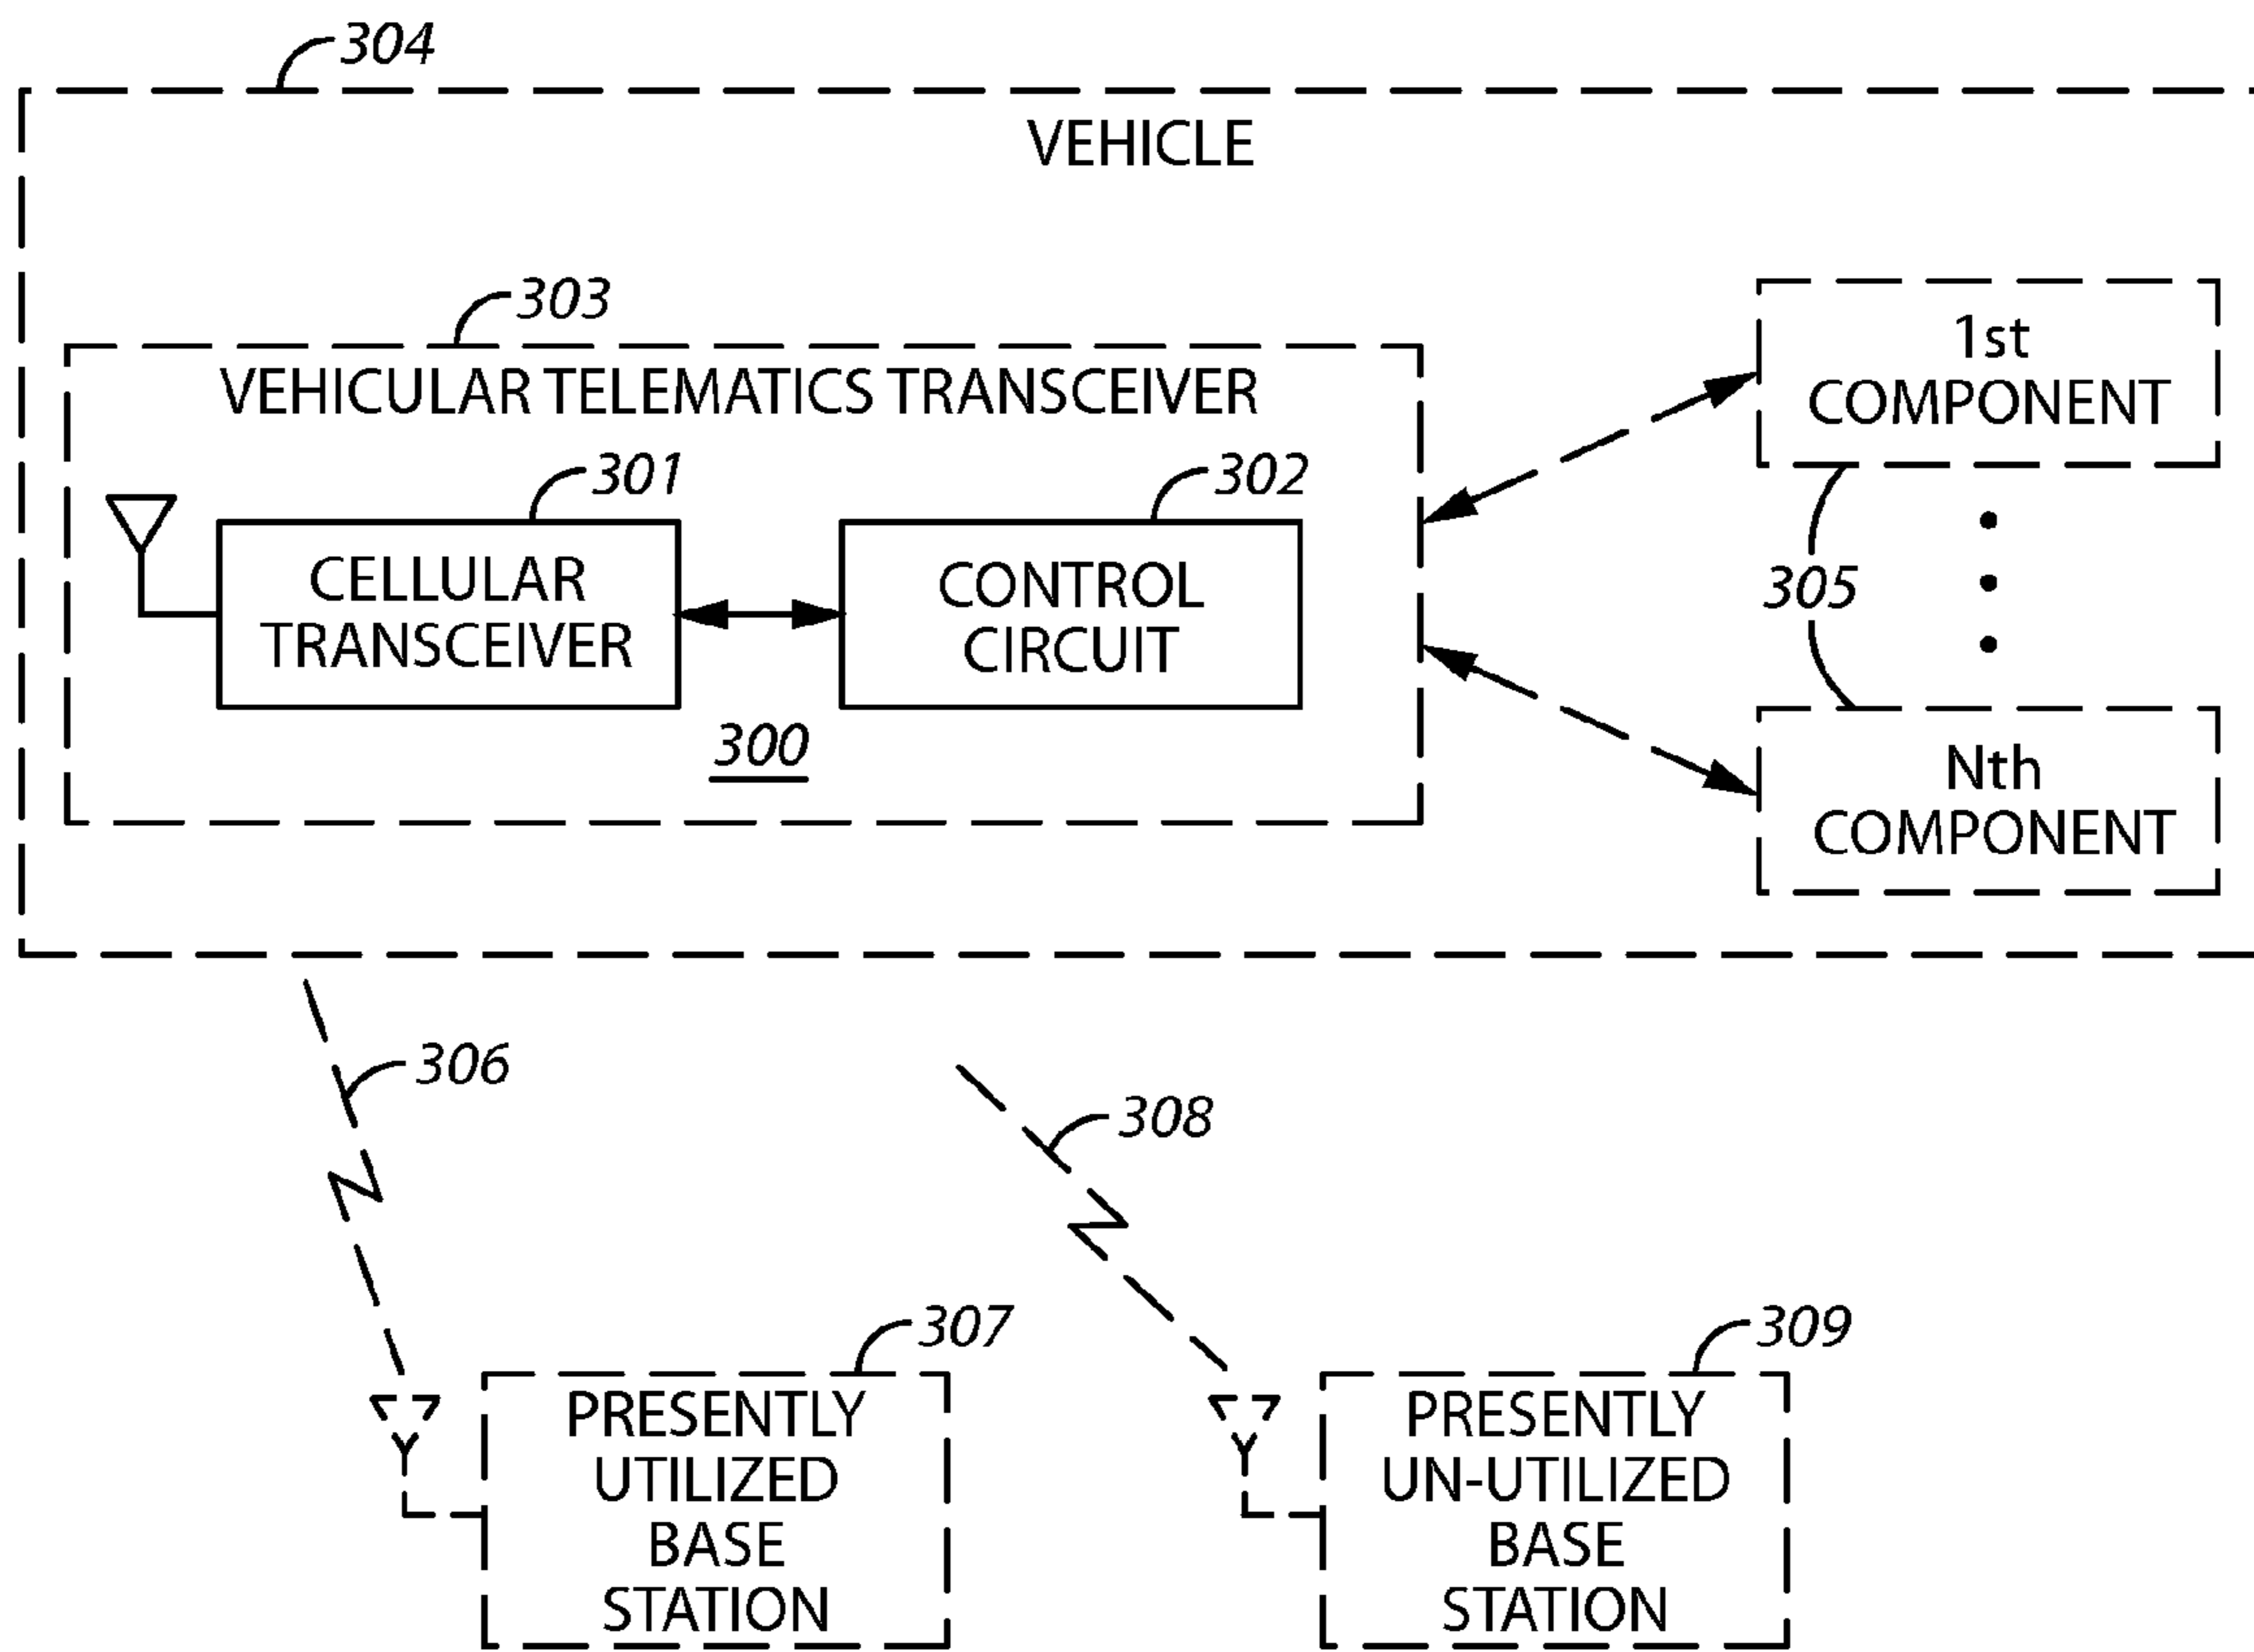 304
VEHICLE
303
VEHICULAR TELEMATICS TRANSCEIVER
301
302
CELLULAR
TRANSCEIVER
CONTROL
CIRCUIT
300
1st
COMPONENT
305
Nth
COMPONENT
306
308
307
309
PRESENTLY
UTILIZED
BASE
STATION
PRESENTLY
UN-UTILIZED
BASE
STATION